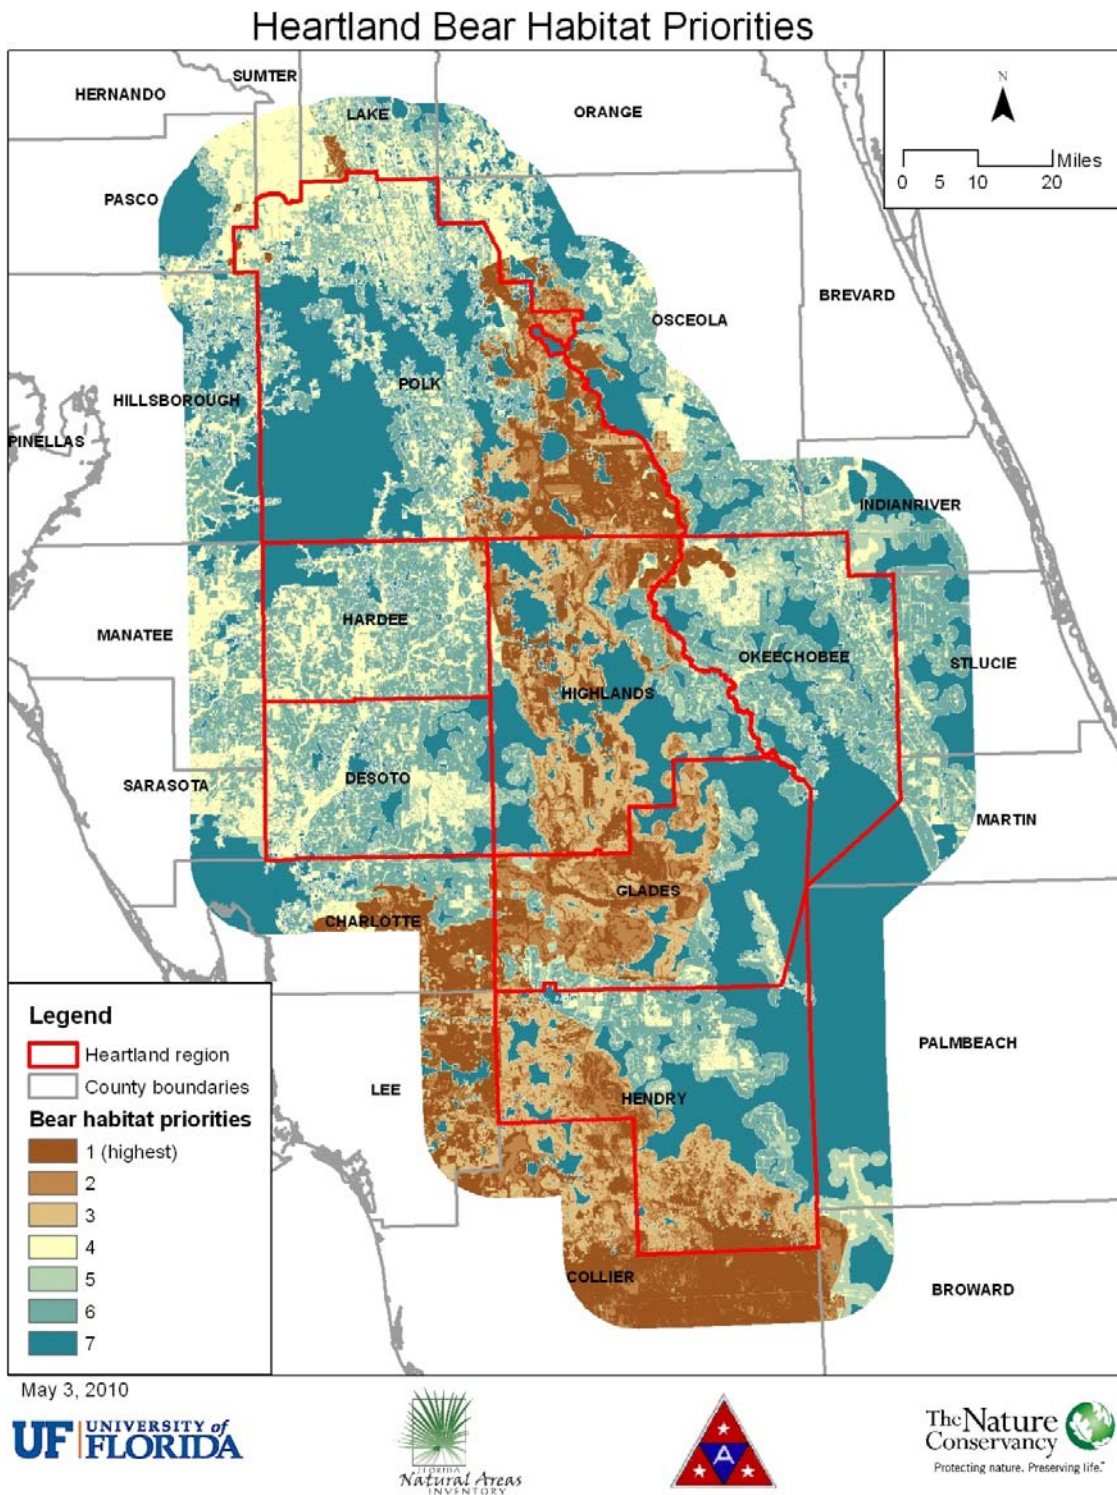 Heartland Bear Habitat Priorities
SUMTER
HERNANDO
LAKE
ORANGE
N
Miles
0 5 10 20
PASCO
BREVARD
OSCEOLA
POLK
HILLSBOROUGH
PINELLAS
INDIANRIVER
HARDEE
MANATEE
OKEECHOBEE
STLUCIE
HIGHLANDS
DESOTO
SARASOTA
MARTIN
GLADES
CHARLOTTE
Legend
Heartland region
County boundaries
Bear habitat priorities
1 (highest)
2
3
4
5
6
7
PALMBEACH
LEE
HENDRY
COLLIER
BROWARD
May 3, 2010
UF UNIVERSITY of
FLORIDA
FLORIDA
Natural Areas
INVENTORY
A
The Nature
Conservancy
Protecting nature. Preserving life.™